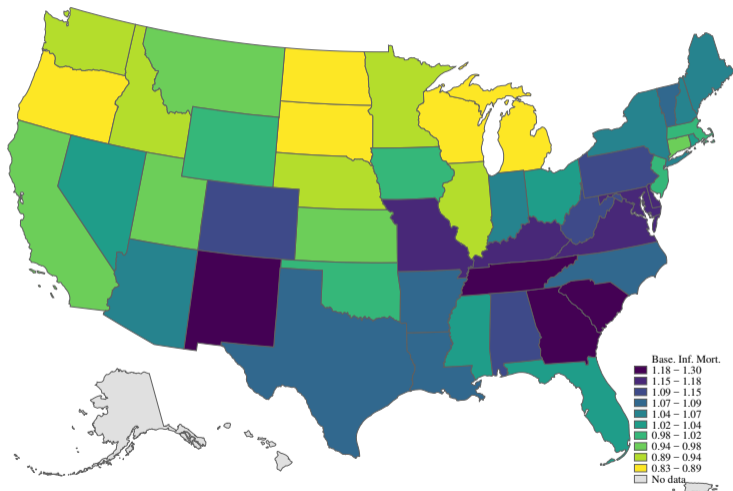 Base. Inf. Mort.
1.18 − 1.30
1.15 − 1.18
1.09 − 1.15
1.07 − 1.09
1.04 − 1.07
1.02 − 1.04
0.98 − 1.02
0.94 − 0.98
0.89 − 0.94
0.83 − 0.89
No data